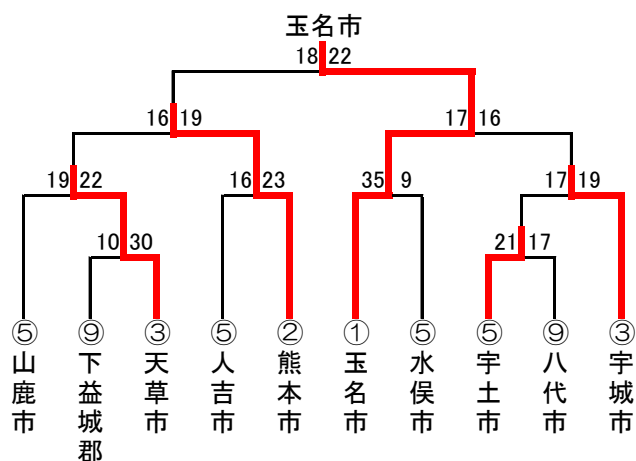 玉名市
18 22
16 19
17 16
19 22
16 23
35 9
17 19
10 30
21 17
⑤ ⑨ ③ ⑤ ② ① ⑤ ⑤ ⑨ ③
山鹿市
下益城郡
天草市
人吉市
熊本市
玉名市
水俣市
宇土市
八代市
宇城市